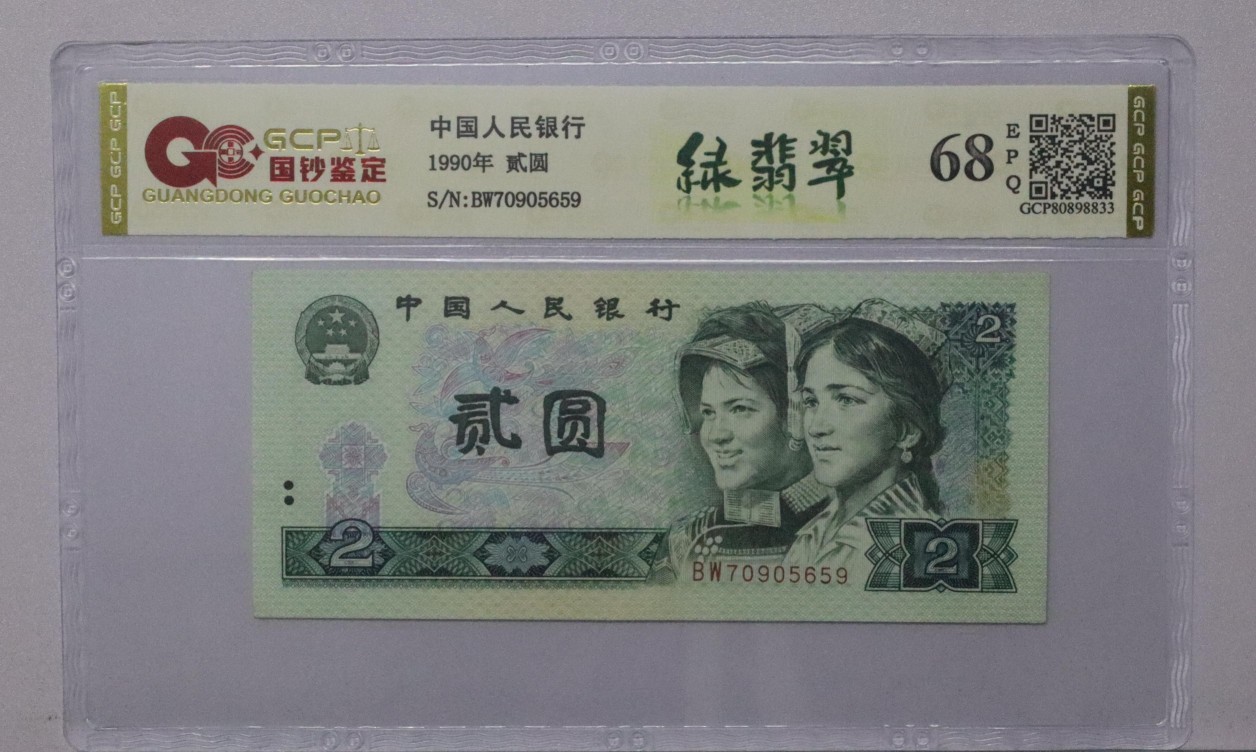 GCP GCP GCP
GCP
国钞鉴定
GUANGDONG GUOCHAO
中国人民银行
1990年 贰圆
S/N:BW70905659
绿翡翠
68
EPQ
GCP80898833
GCP GCP GCP
中国人民银行
2
贰圆
2
BW70905659
2